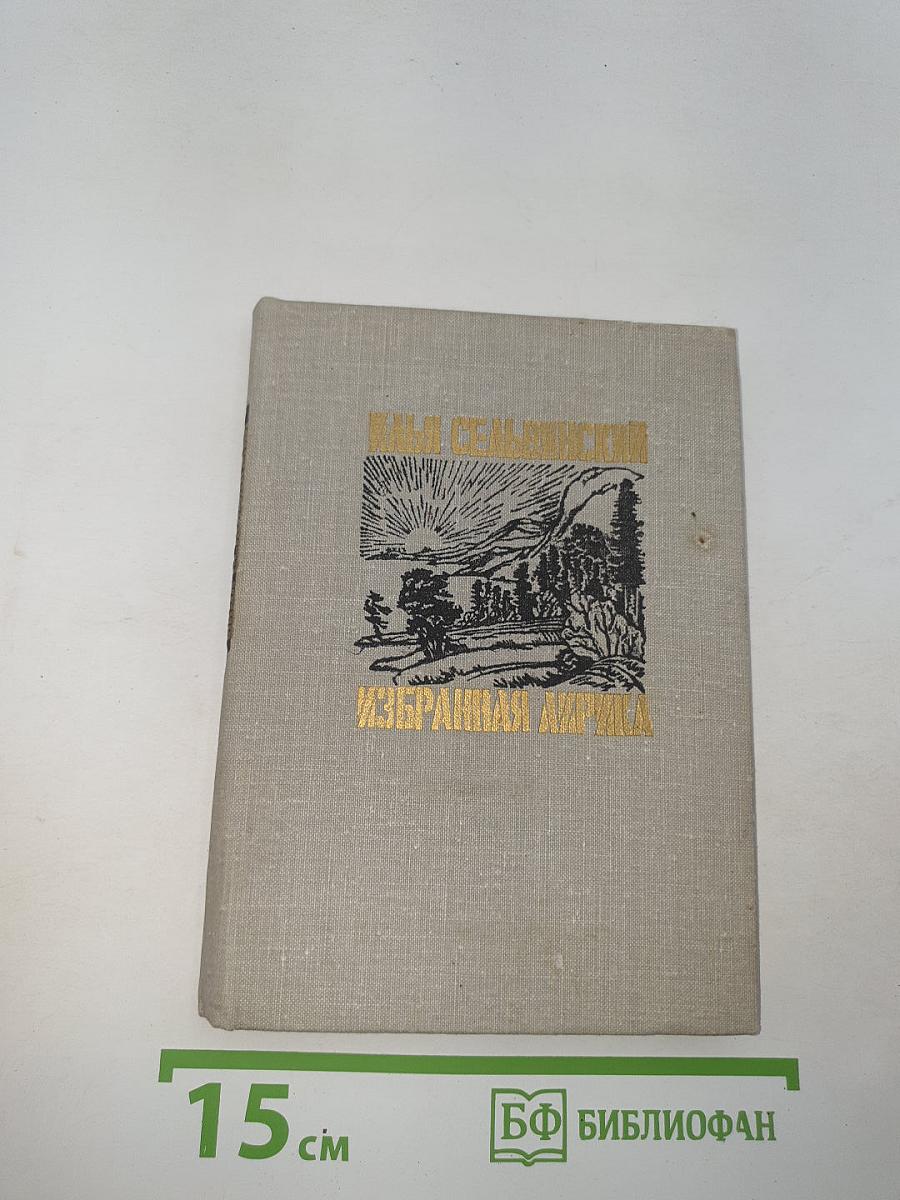 ИЛЬЯ СЕЛЬВИНСКИЙ
ИЗБРАННАЯ ЛИРИКА
15 см
БФ БИБЛИОФАН